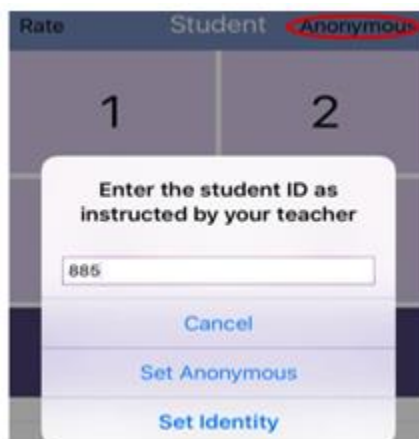 Rate Student Anonymous
1 2
Enter the student ID as
instructed by your teacher
885
Cancel
Set Anonymous
Set Identity